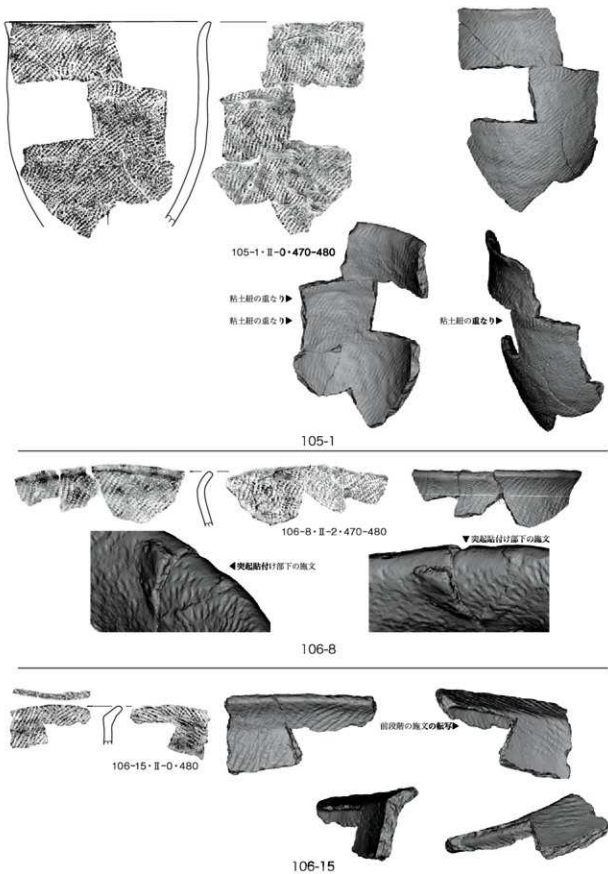 105-1・Ⅱ-0・470-480
粘土紐の重なり▶
粘土紐の重なり▶
粘土紐の重なり▶
105-1
106-8・Ⅱ-2・470-480
◀突起貼付け部下の施文
▼突起貼付け部下の施文
106-8
前段階の施文の転写▶
106-15・Ⅱ-0・480
106-15